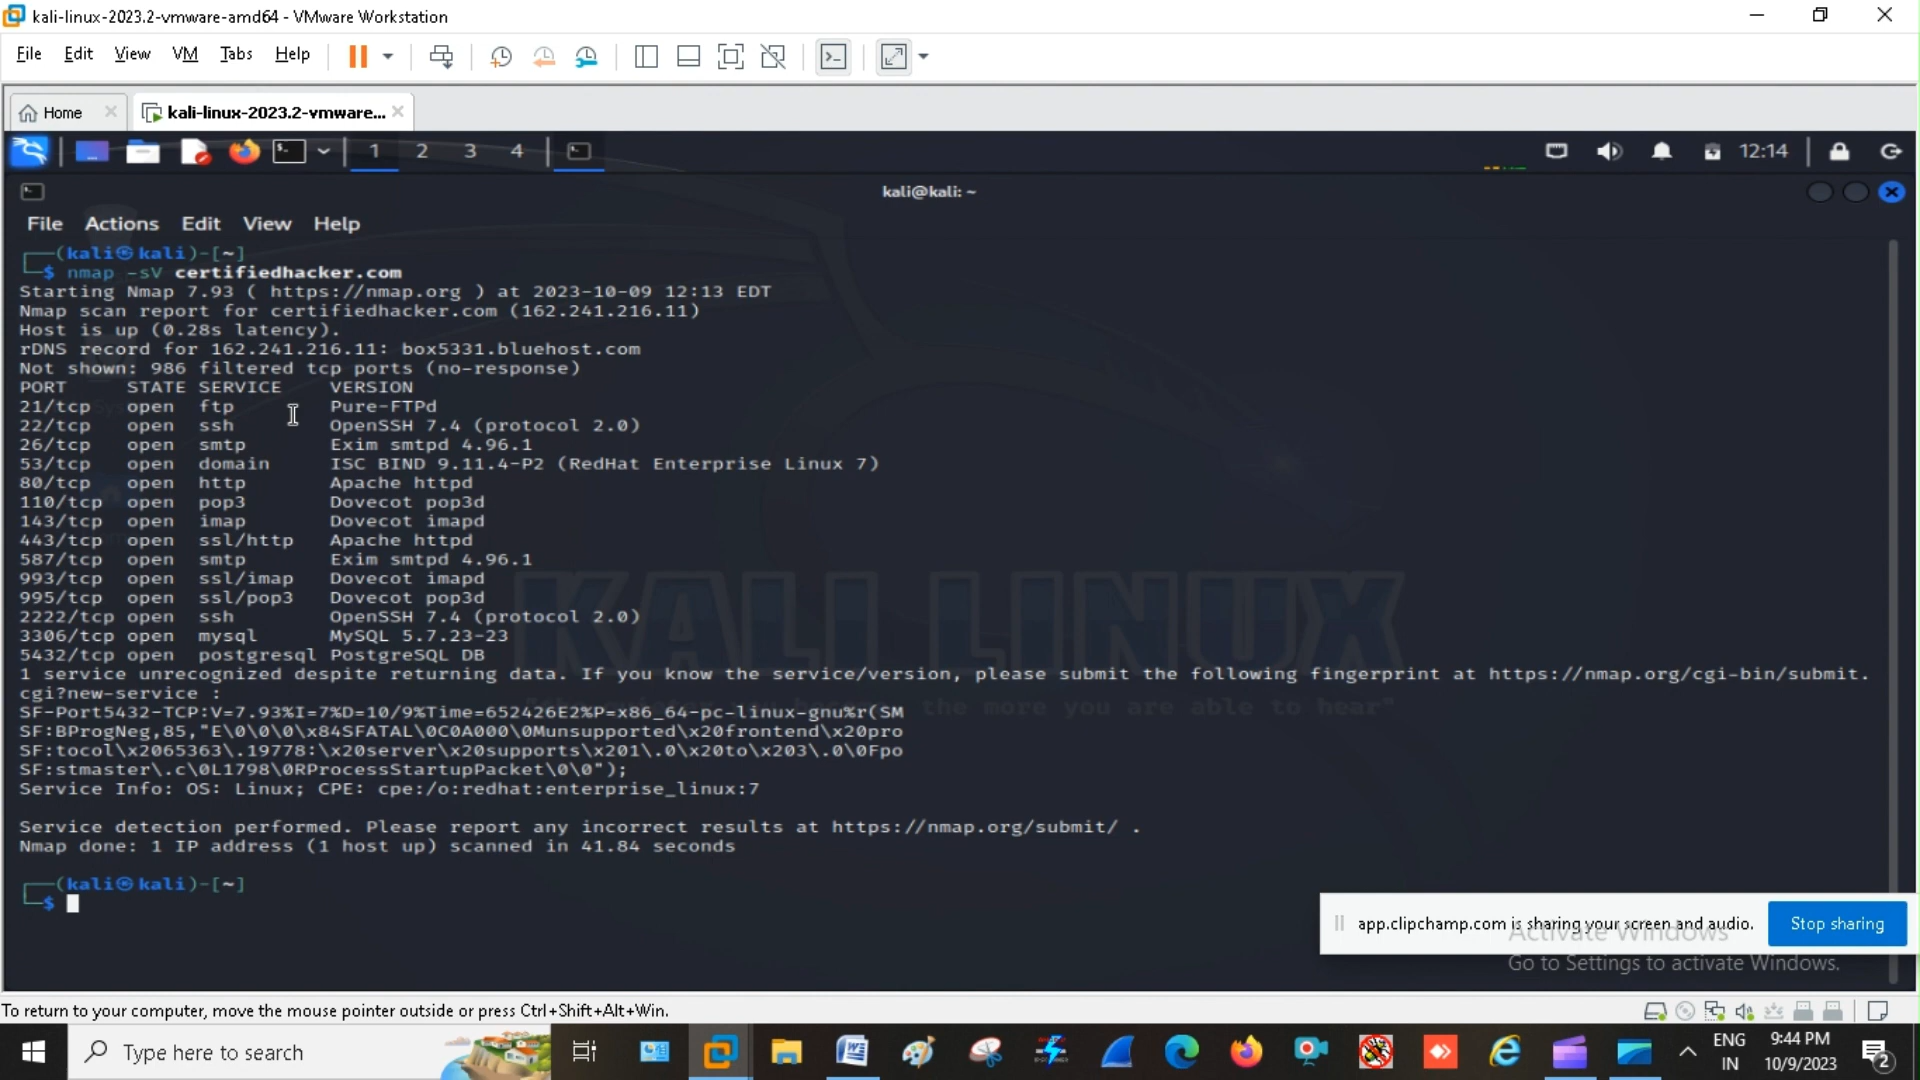 kali-linux-2023.2-vmware-amd64 - VMware Workstation
File Edit View VM Tabs Help
Home
kali-linux-2023.2-vmware...
1 2 3 4
12:14
kali@kali: ~
File Actions Edit View Help
(kali㉿kali)-[~]
$ nmap -sV certifiedhacker.com
Starting Nmap 7.93 ( https://nmap.org ) at 2023-10-09 12:13 EDT
Nmap scan report for certifiedhacker.com (162.241.216.11)
Host is up (0.28s latency).
rDNS record for 162.241.216.11: box5331.bluehost.com
Not shown: 986 filtered tcp ports (no-response)
PORT STATE SERVICE VERSION
21/tcp open ftp Pure-FTPd
22/tcp open ssh OpenSSH 7.4 (protocol 2.0)
26/tcp open smtp Exim smtpd 4.96.1
53/tcp open domain ISC BIND 9.11.4-P2 (RedHat Enterprise Linux 7)
80/tcp open http Apache httpd
110/tcp open pop3 Dovecot pop3d
143/tcp open imap Dovecot imapd
443/tcp open ssl/http Apache httpd
587/tcp open smtp Exim smtpd 4.96.1
993/tcp open ssl/imap Dovecot imapd
995/tcp open ssl/pop3 Dovecot pop3d
2222/tcp open ssh OpenSSH 7.4 (protocol 2.0)
3306/tcp open mysql MySQL 5.7.23-23
5432/tcp open postgresql PostgreSQL DB
1 service unrecognized despite returning data. If you know the service/version, please submit the following fingerprint at https://nmap.org/cgi-bin/submit.
cgi?new-service :
SF-Port5432-TCP:V=7.93%I=7%D=10/9%Time=652426E2%P=x86_64-pc-linux-gnu%r(SM
SF:BProgNeg,85,"E\0\0\0\x84SFATAL\0C0A000\0Munsupported\x20frontend\x20pro
SF:tocol\x2065363\.19778:\x20server\x20supports\x201\.0\x20to\x203\.0\0Fpo
SF:stmaster\.c\0L1798\0RProcessStartupPacket\0\0");
Service Info: OS: Linux; CPE: cpe:/o:redhat:enterprise_linux:7
Service detection performed. Please report any incorrect results at https://nmap.org/submit/ .
Nmap done: 1 IP address (1 host up) scanned in 41.84 seconds
(kali㉿kali)-[~]
$
KALI LINUX
the more you are able to hear"
app.clipchamp.com is sharing your screen and audio.
Stop sharing
Activate Windows
Go to Settings to activate Windows.
To return to your computer, move the mouse pointer outside or press Ctrl+Shift+Alt+Win.
Type here to search
ENG
IN
9:44 PM
10/9/2023
2